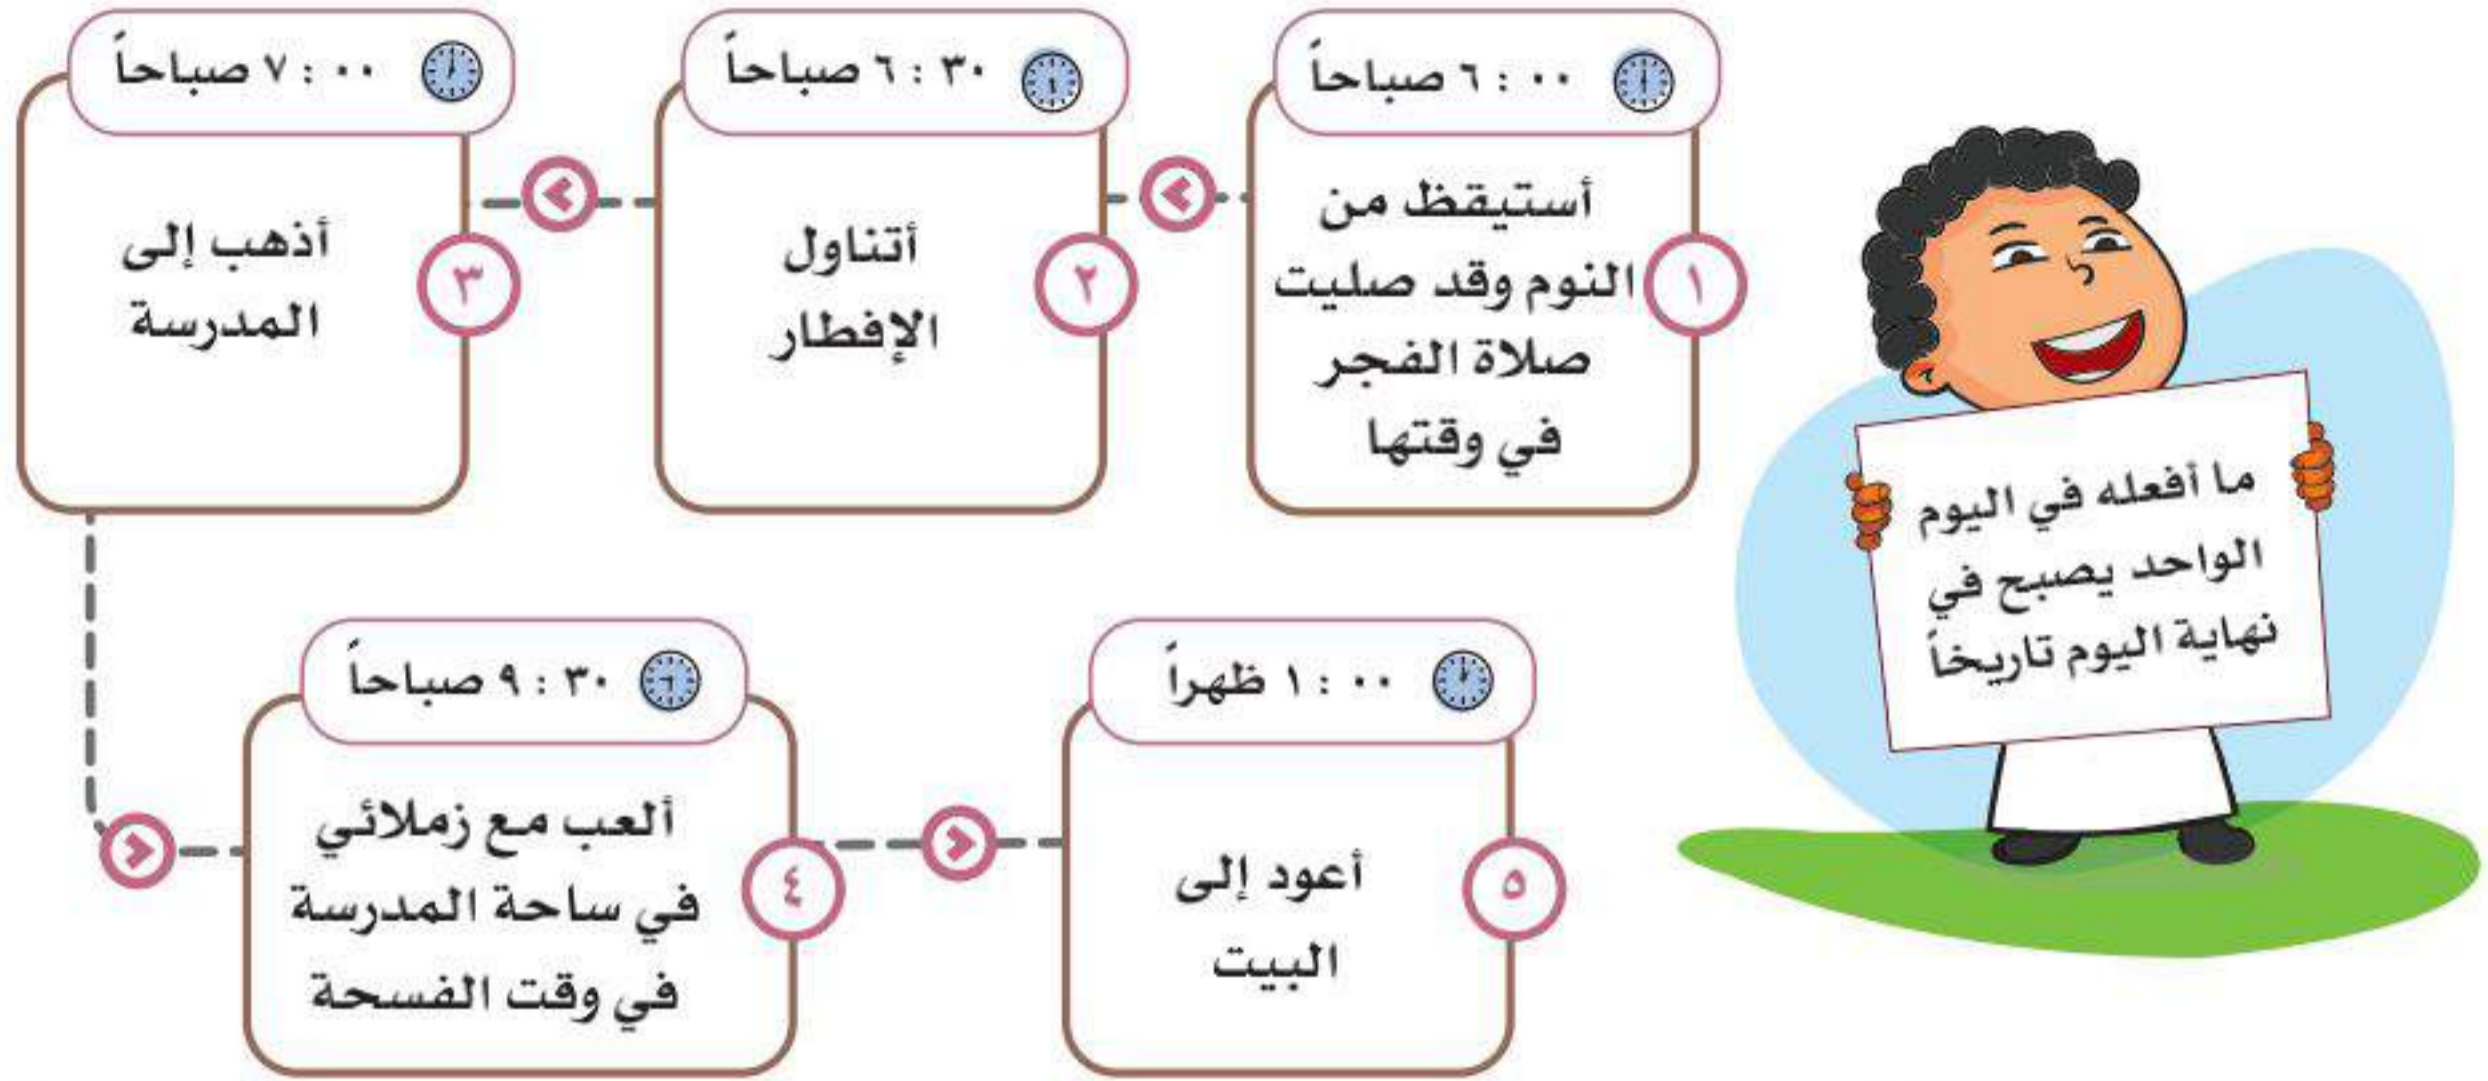 ٦ : ٠٠ صباحاً
١
أستيقظ من
النوم وقد صليت
صلاة الفجر
في وقتها
٦ : ٣٠ صباحاً
٢
أتناول
الإفطار
٧ : ٠٠ صباحاً
٣
أذهب إلى
المدرسة
٩ : ٣٠ صباحاً
٤
ألعب مع زملائي
في ساحة المدرسة
في وقت الفسحة
١ : ٠٠ ظهراً
٥
أعود إلى
البيت
ما أفعله في اليوم
الواحد يصبح في
نهاية اليوم تاريخاً